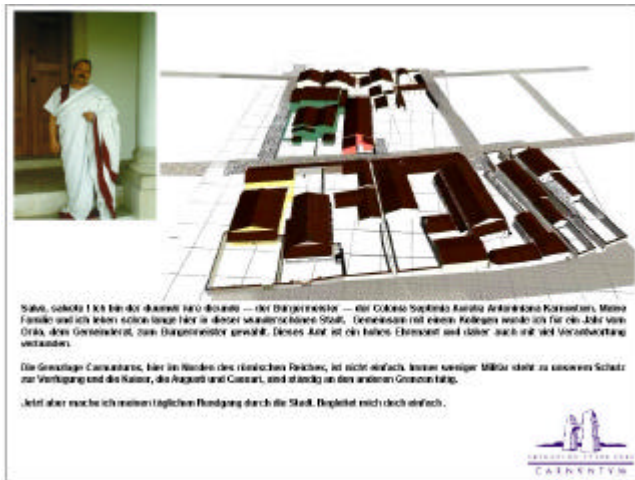 Salve, salvete ! Ich bin der duumvir iure dicundo — der Bürgermeister — der Colonia Septimia Aurelia Antoniniana Karnuntum. Meine
Familie und ich leben schon lange hier in dieser wunderschönen Stadt. Gemeinsam mit einem Kollegen wurde ich für ein Jahr vom
Ordo, dem Gemeinderat, zum Bürgermeister gewählt. Dieses Amt ist ein hohes Ehrenamt und daher auch mit viel Verantwortung
verbunden.
Die Grenzlage Carnuntums, hier im Norden des römischen Reiches, ist nicht einfach. Immer weniger Militär steht zu unserem Schutz
zur Verfügung und die Kaiser, die Augusti und Caesari, sind ständig an den anderen Grenzen tätig.
Jetzt aber mache ich meinen täglichen Rundgang durch die Stadt. Begleitet mich doch einfach.
CARNVNTVM